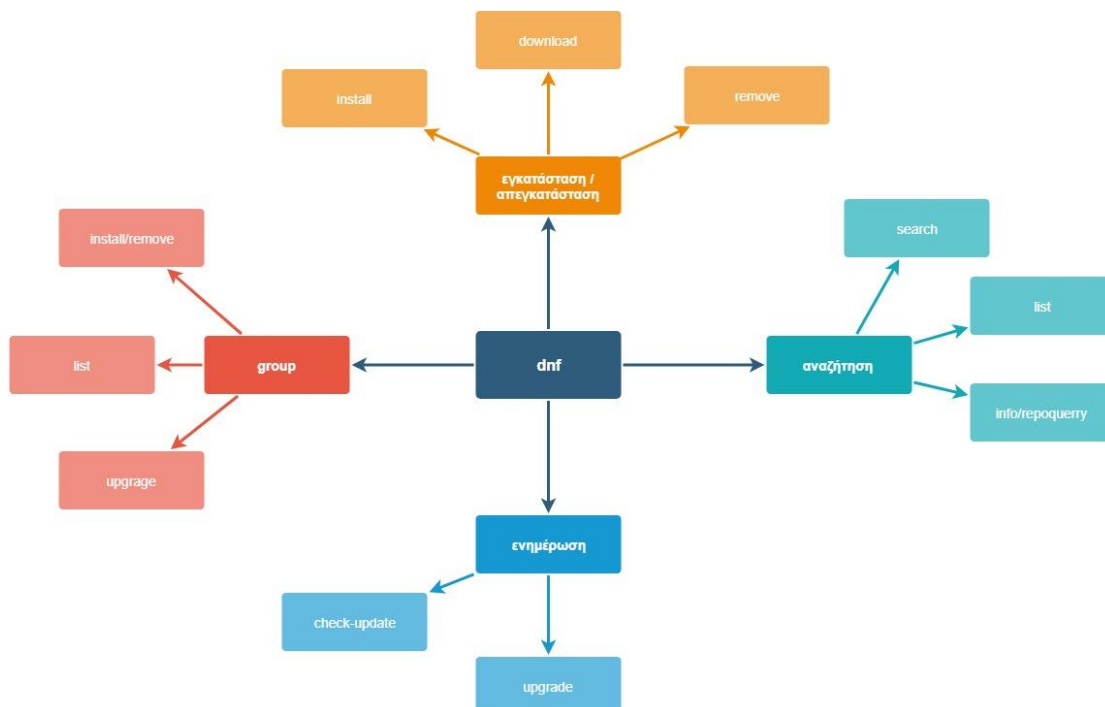 download
install
remove
εγκατάσταση /
απεγκατάσταση
install/remove
search
list
list
group
dnf
αναζήτηση
info/repoquerry
upgrage
ενημέρωση
check-update
upgrade